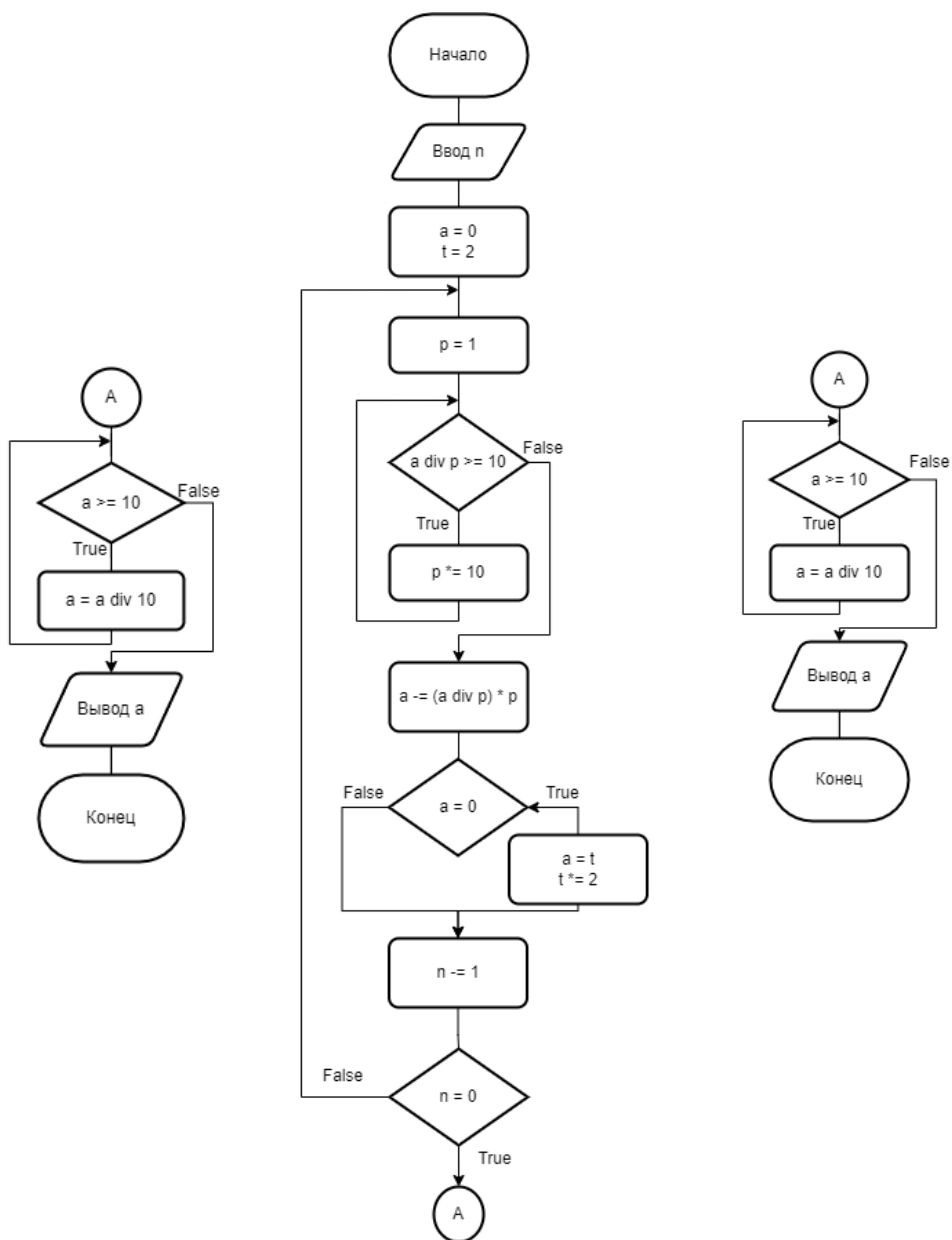 Начало
Ввод n
a = 0
t = 2
p = 1
a div p >= 10
False
True
p *= 10
a -= (a div p) * p
False
a = 0
True
a = t
t *= 2
n -= 1
False
n = 0
True
A
A
a >= 10
False
True
a = a div 10
Вывод a
Конец
A
a >= 10
False
True
a = a div 10
Вывод a
Конец